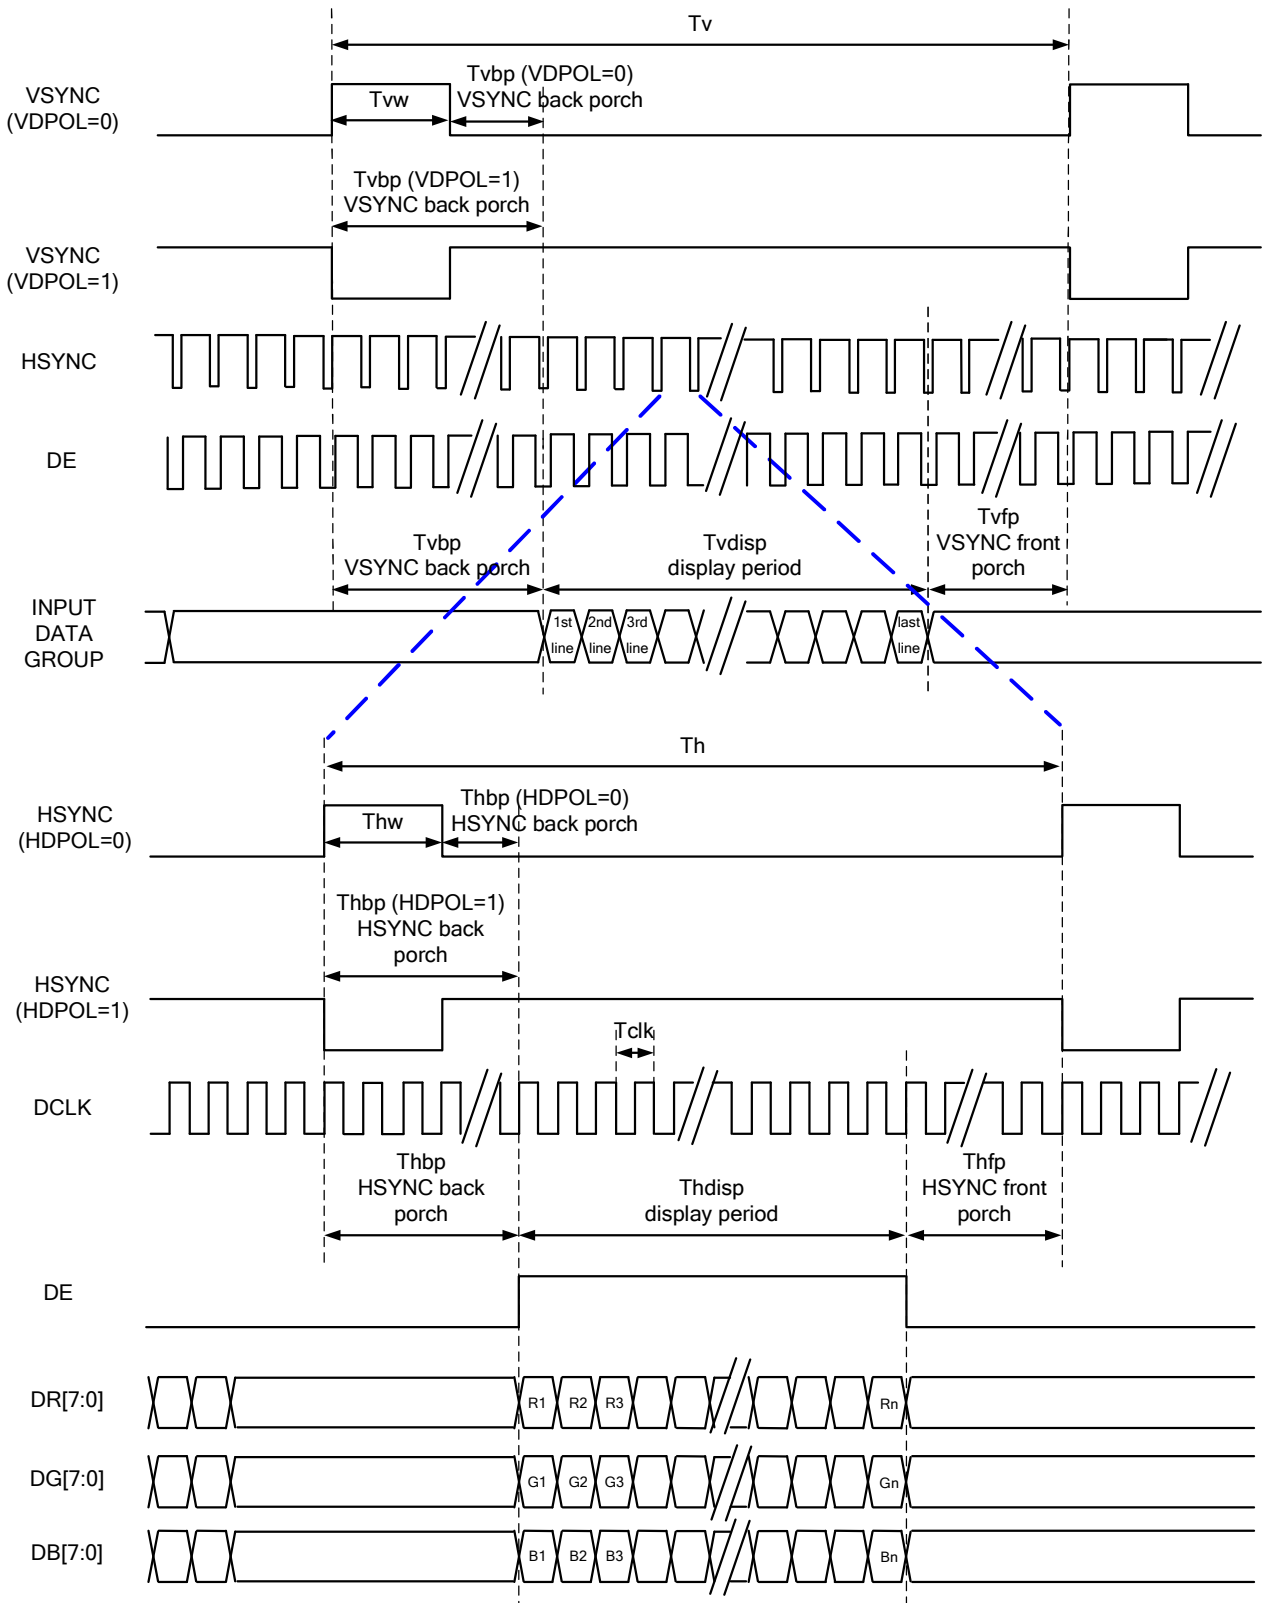 Tv
VSYNC
(VDPOL=0)
Tvw
Tvbp (VDPOL=0)
VSYNC back porch
Tvbp (VDPOL=1)
VSYNC back porch
VSYNC
(VDPOL=1)
HSYNC
DE
Tvbp
VSYNC back porch
Tvdisp
display period
Tvfp
VSYNC front
porch
INPUT
DATA
GROUP
1st
line
2nd
line
3rd
line
last
line
Th
HSYNC
(HDPOL=0)
Thw
Thbp (HDPOL=0)
HSYNC back porch
Thbp (HDPOL=1)
HSYNC back
porch
HSYNC
(HDPOL=1)
Tclk
DCLK
Thbp
HSYNC back
porch
Thdisp
display period
Thfp
HSYNC front
porch
DE
DR[7:0]
R1 R2 R3 Rn
DG[7:0]
G1 G2 G3 Gn
DB[7:0]
B1 B2 B3 Bn